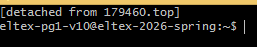 [detached from 179460.top]
eltex-pg1-v10@eltex-2026-spring:~$